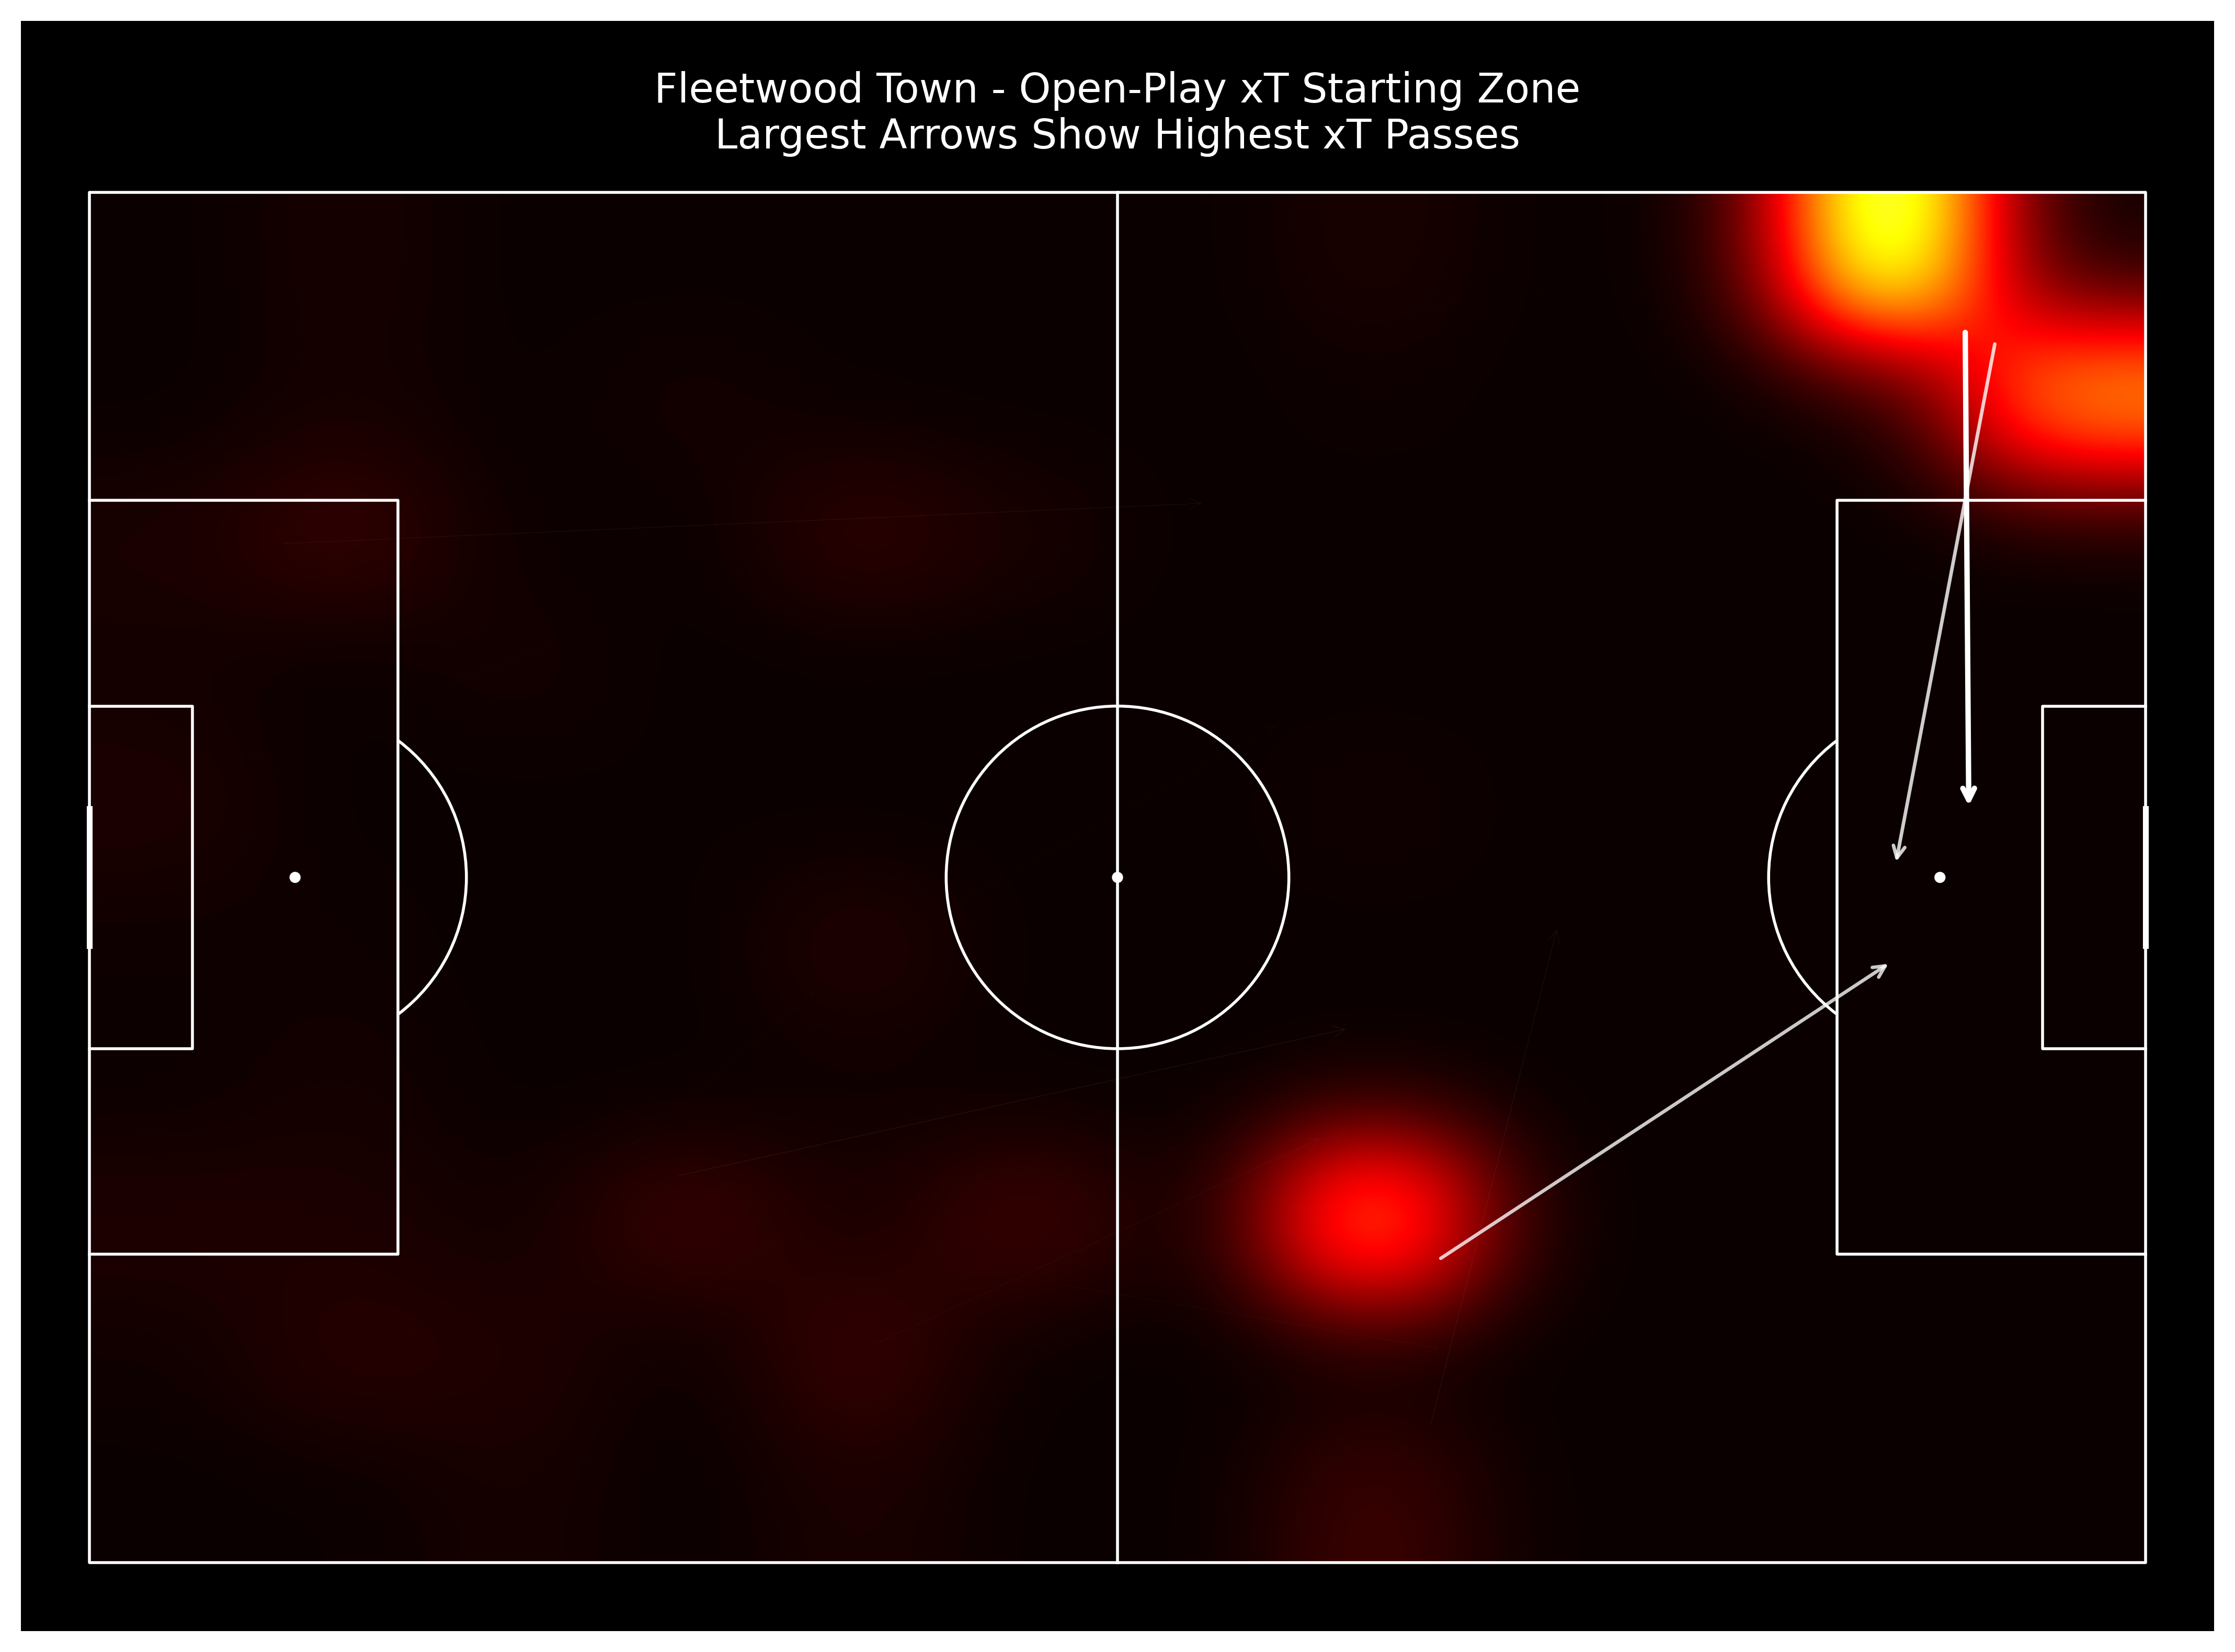 Fleetwood Town - Open-Play xT Starting Zone
Largest Arrows Show Highest xT Passes